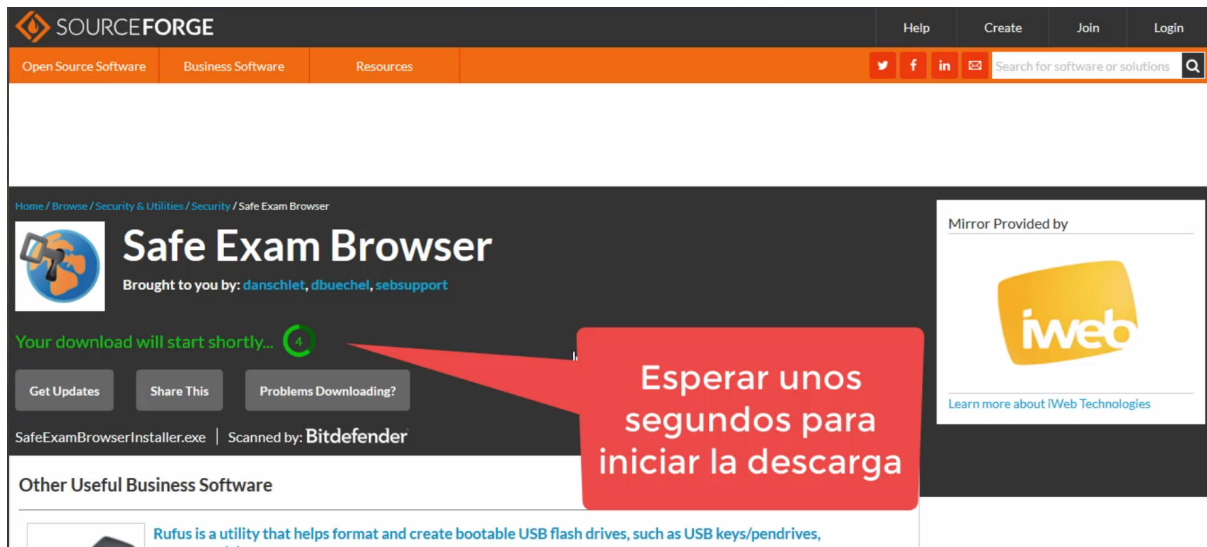 SOURCEFORGE
Help Create Join Login
Open Source Software Business Software Resources
f in Search for software or solutions
Home / Browse / Security & Utilities / Security / Safe Exam Browser
Safe Exam Browser
Brought to you by: danschlet, dbuechel, sebsupport
Your download will start shortly... 4
Get Updates Share This Problems Downloading?
SafeExamBrowserInstaller.exe | Scanned by: Bitdefender
Esperar unos
segundos para
iniciar la descarga
Mirror Provided by
iweb
Learn more about iWeb Technologies
Other Useful Business Software
Rufus is a utility that helps format and create bootable USB flash drives, such as USB keys/pendrives,